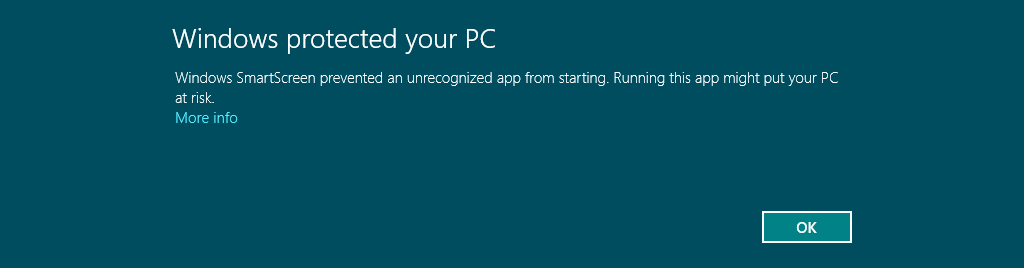 Windows protected your PC
Windows SmartScreen prevented an unrecognized app from starting. Running this app might put your PC
at risk.
More info
OK